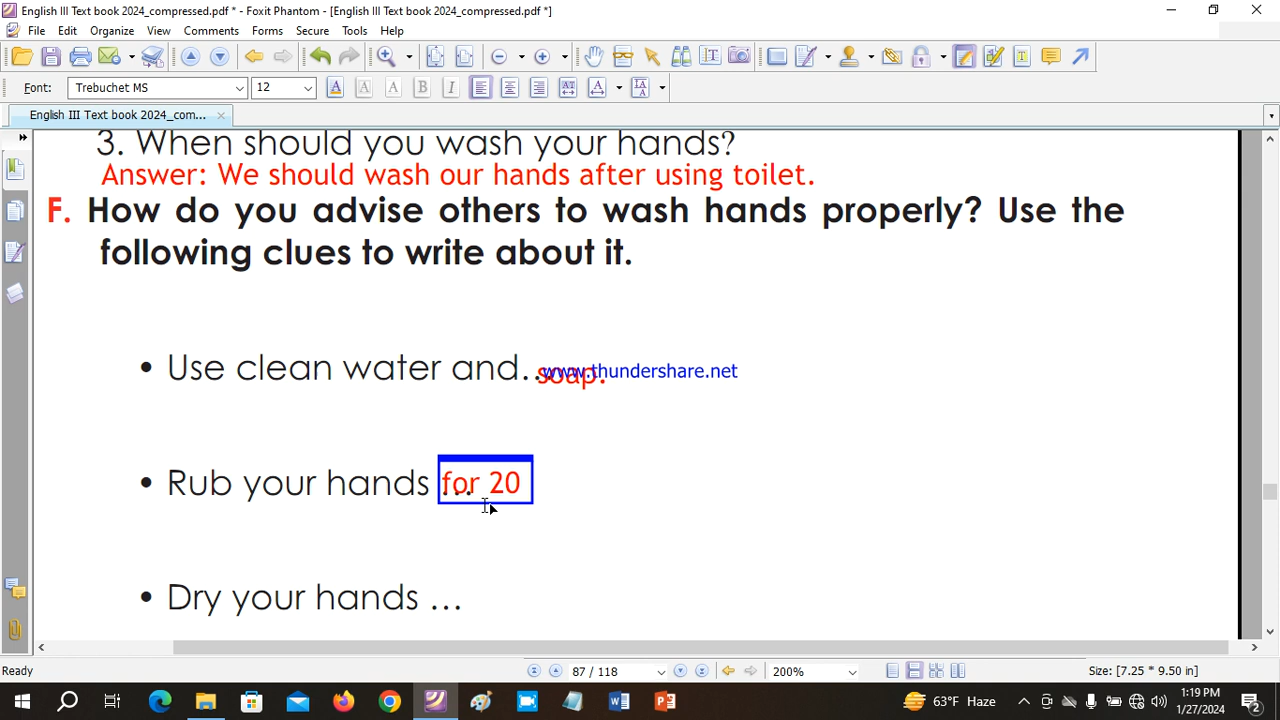 English III Text book 2024_compressed.pdf * - Foxit Phantom - [English III Text book 2024_compressed.pdf *]
File Edit Organize View Comments Forms Secure Tools Help
Font: Trebuchet MS 12
English III Text book 2024_com...
3. When should you wash your hands?
Answer: We should wash our hands after using toilet.
F. How do you advise others to wash hands properly? Use the
following clues to write about it.
• Use clean water and... soap.
www.thundershare.net
• Rub your hands ... for 20
• Dry your hands ...
Ready 87 / 118 200% Size: [7.25 * 9.50 in]
63°F Haze 1:19 PM
1/27/2024